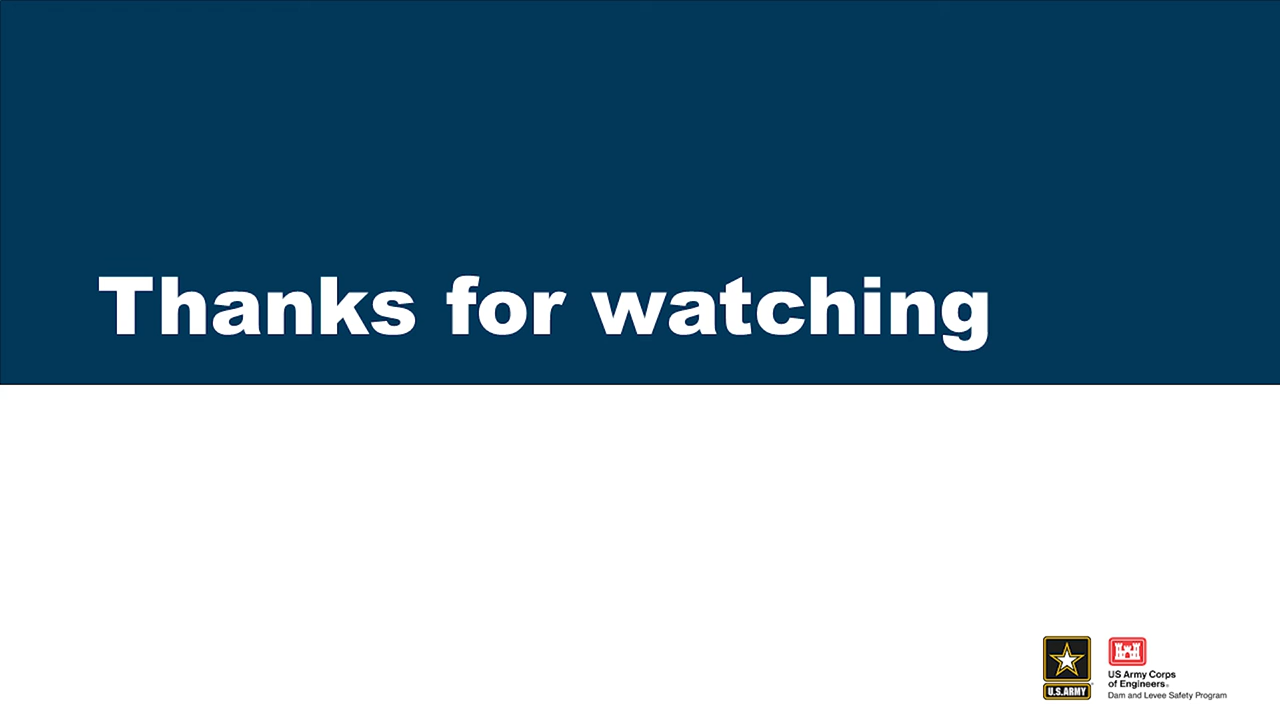 Thanks for watching
U.S.ARMY
US Army Corps
of Engineers®
Dam and Levee Safety Program